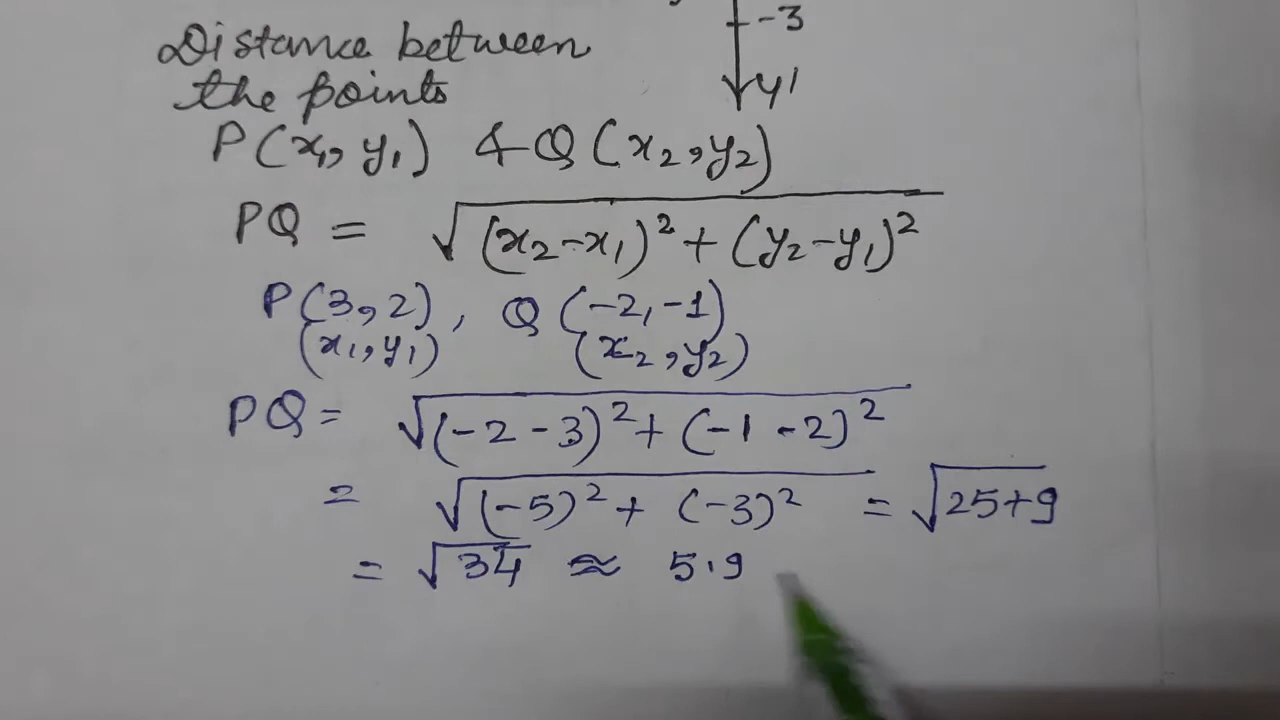 -3
Distance between
y'
the points
P(x₁, y₁) & Q(x₂, y₂)
PQ = √((x₂-x₁)² + (y₂-y₁)²)
P(3, 2), Q(-2, -1)
(x₁, y₁) (x₂, y₂)
PQ = √((-2-3)² + (-1-2)²)
= √((-5)² + (-3)²) = √(25+9)
= √34 ≈ 5.9